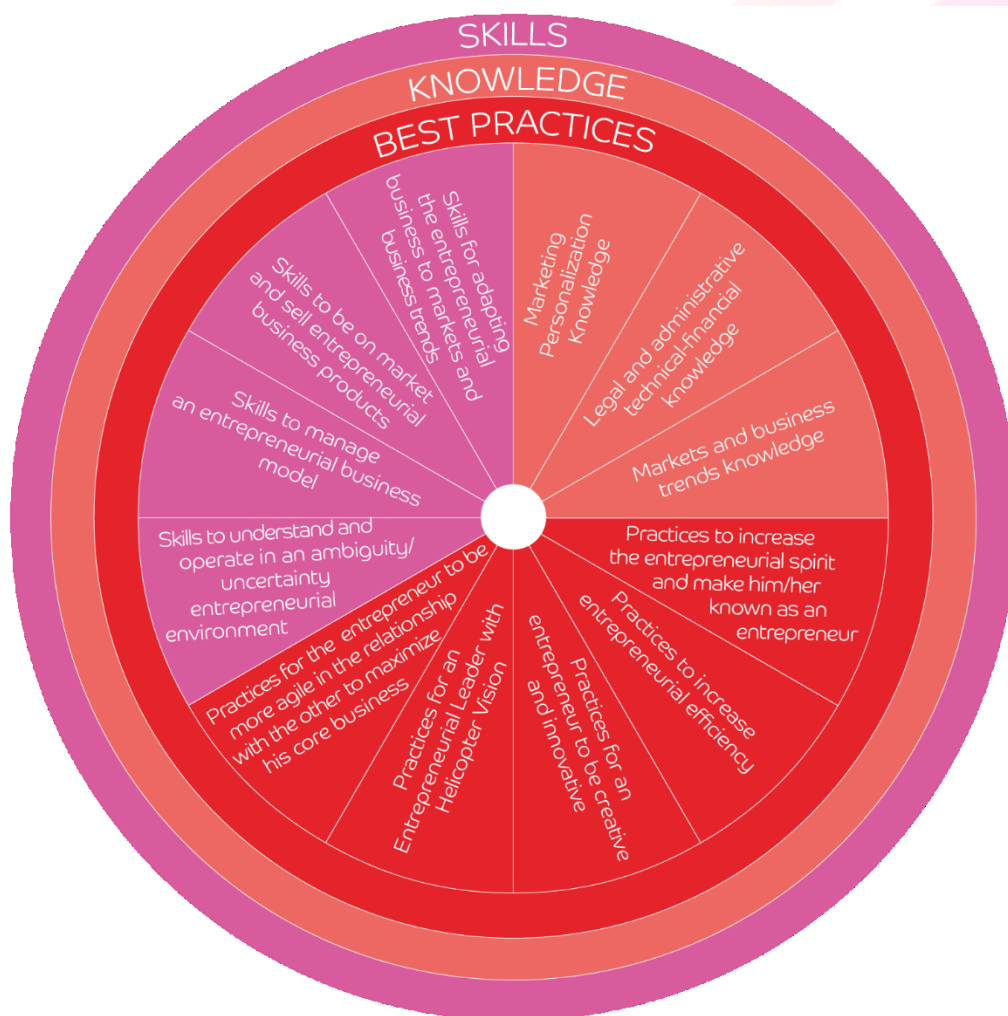 SKILLS
KNOWLEDGE
BEST PRACTICES
Marketing
Personalization
Knowledge
Legal and administrative
technical-financial
knowledge
Markets and business
trends knowledge
Practices to increase
the entrepreneurial spirit
and make him/her
known as an
entrepreneur
Practices to increase
entrepreneurial efficiency
Practices for an
entrepreneur to be creative
and innovative
Practices for an
Entrepreneurial Leader with
Helicopter Vision
Practices for the entrepreneur to be
more agile in the relationship
with the other to maximize
his core business
Skills to understand and
operate in an ambiguity/
uncertainty
entrepreneurial
environment
Skills to manage
an entrepreneurial business
model
Skills to be on market
and sell entrepreneurial
business products
Skills for adapting
the entrepreneurial
business to markets and
business trends